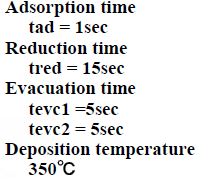 Adsorption time
tad = 1sec
Reduction time
tred = 15sec
Evacuation time
tevc1 =5sec
tevc2 = 5sec
Deposition temperature
350℃